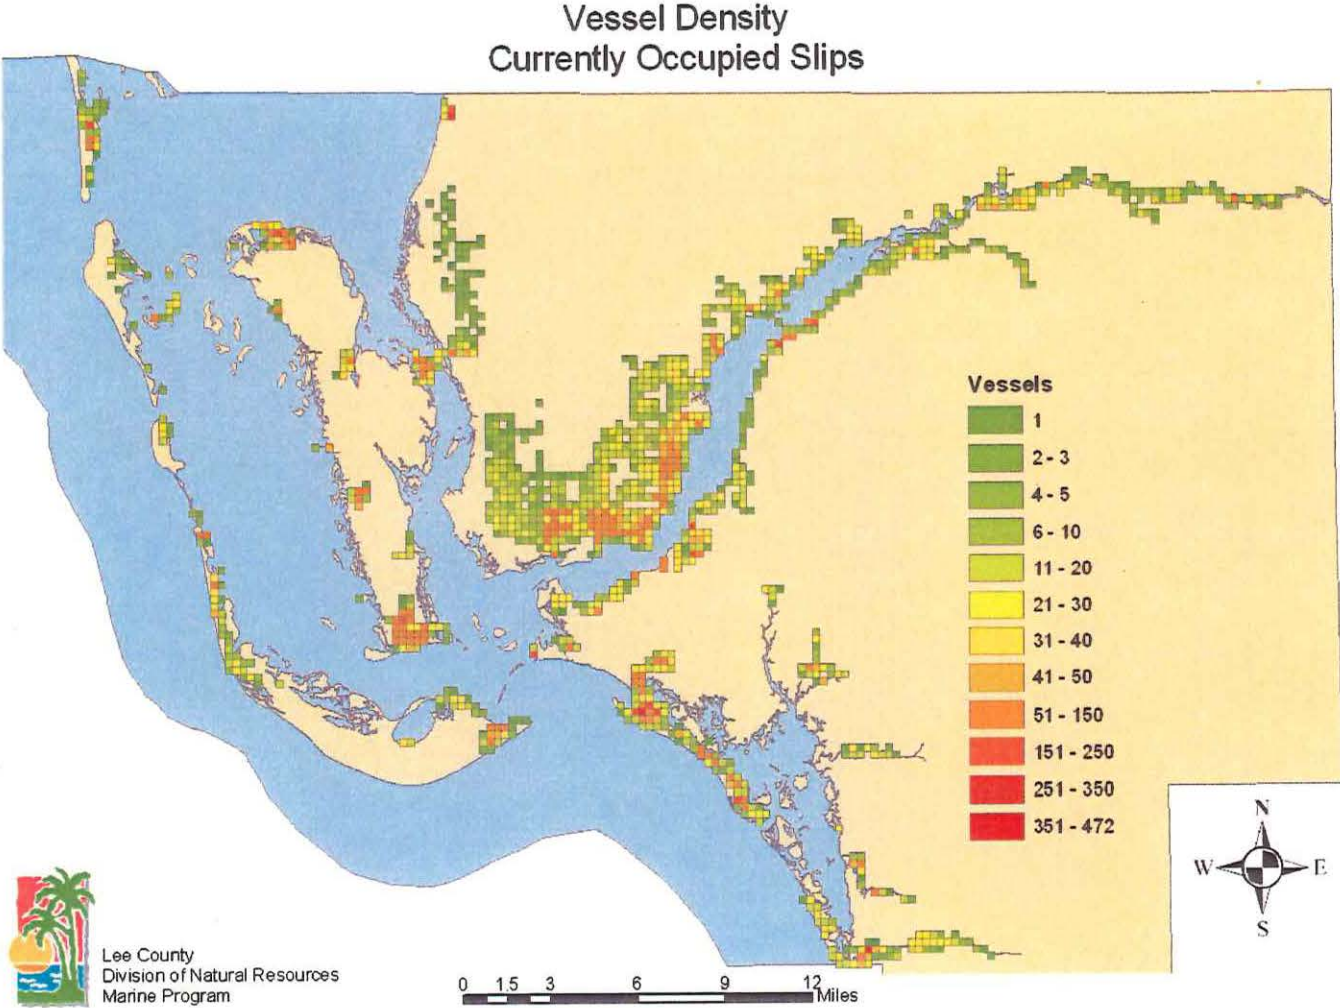 Vessel Density
Currently Occupied Slips
Vessels
1
2 - 3
4 - 5
6 - 10
11 - 20
21 - 30
31 - 40
41 - 50
51 - 150
151 - 250
251 - 350
351 - 472
N
W E
S
Lee County
Division of Natural Resources
Marine Program
0 1.5 3 6 9 12
Miles